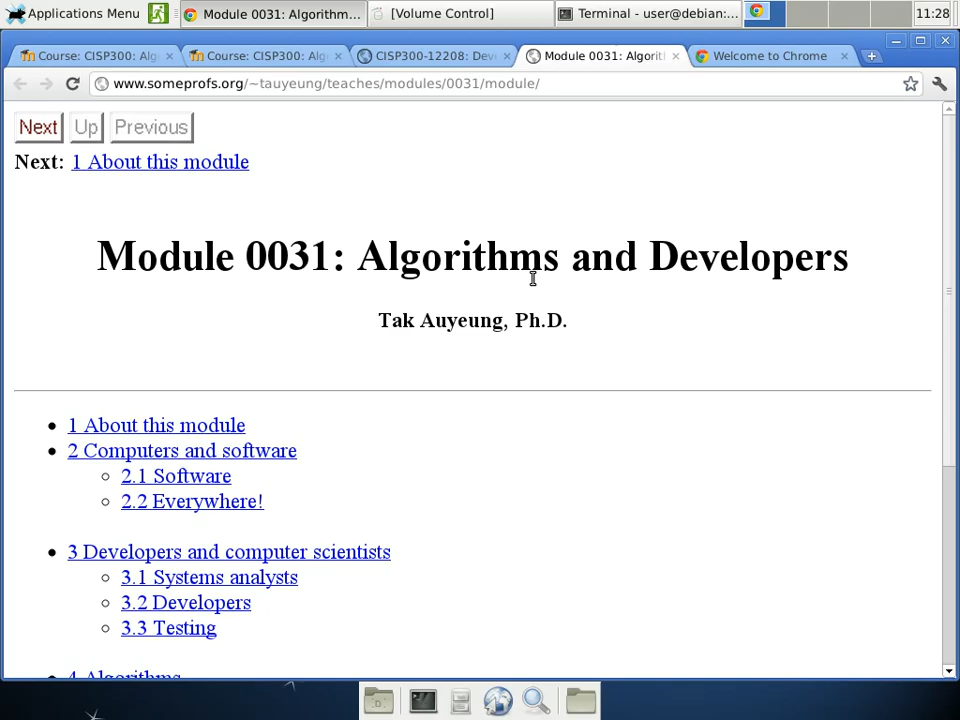 Applications Menu
Module 0031: Algorithm...
[Volume Control]
Terminal - user@debian:...
11:28
Course: CISP300: Alg
Course: CISP300: Alg
CISP300-12208: Dev
Module 0031: Algorit
Welcome to Chrome
www.someprofs.org/~tauyeung/teaches/modules/0031/module/
Next Up Previous
Next: 1 About this module
Module 0031: Algorithms and Developers
Tak Auyeung, Ph.D.
1 About this module
2 Computers and software
2.1 Software
2.2 Everywhere!
3 Developers and computer scientists
3.1 Systems analysts
3.2 Developers
3.3 Testing
4 Algorithms